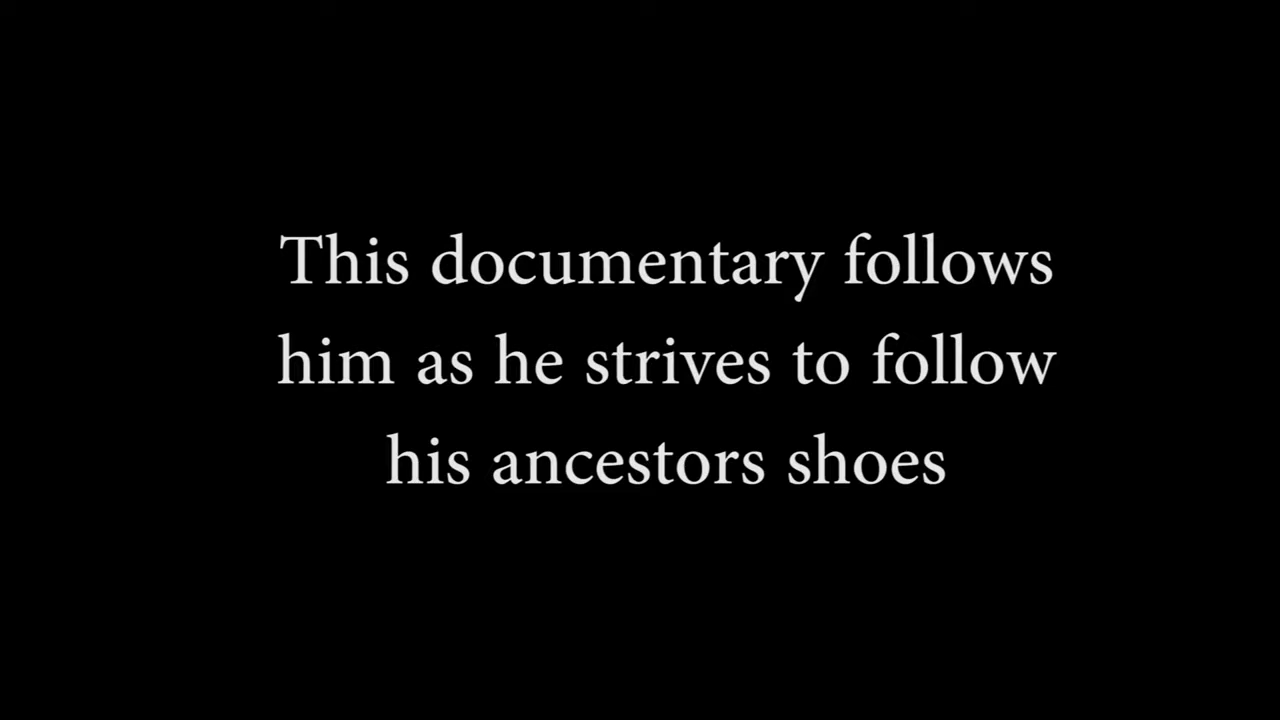 This documentary follows
him as he strives to follow
his ancestors shoes